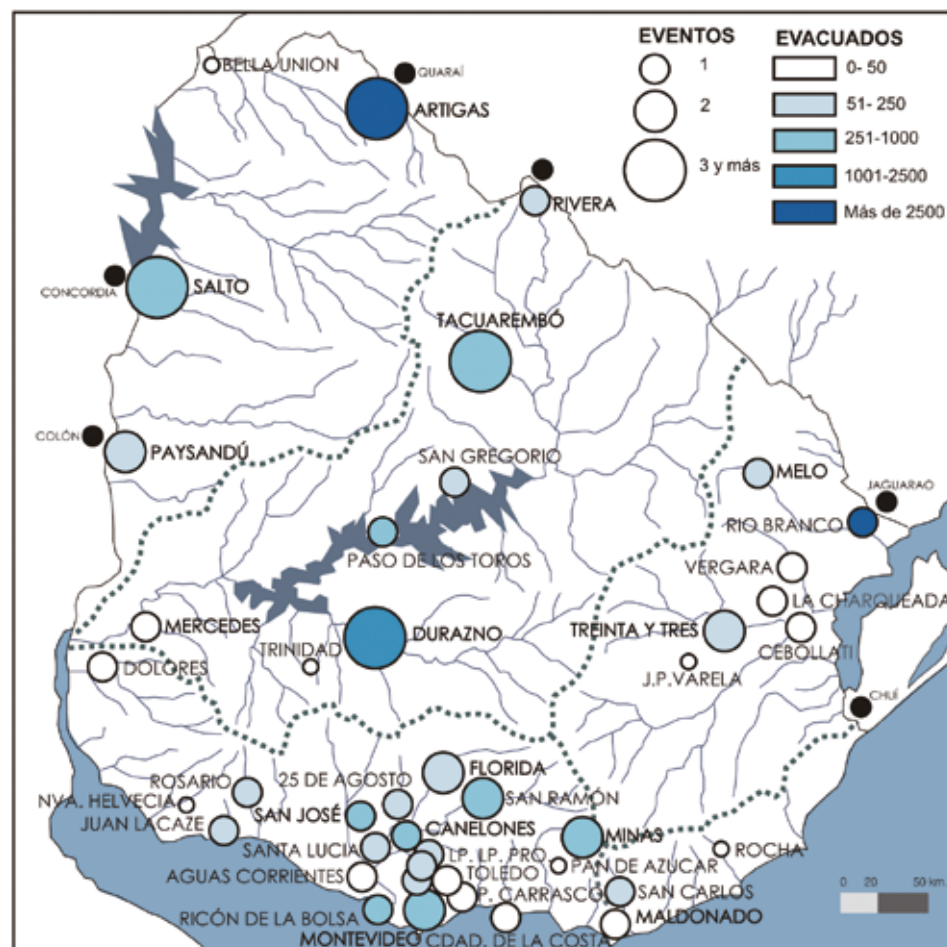 EVENTOS
1
2
3 y más
EVACUADOS
0- 50
51- 250
251-1000
1001-2500
Más de 2500
BELLA UNION
QUARAÍ
ARTIGAS
RIVERA
CONCORDIA
SALTO
TACUAREMBÓ
COLÓN
PAYSANDÚ
SAN GREGORIO
MELO
JAGUARAO
RIO BRANCO
PASO DE LOS TOROS
VERGARA
LA CHARQUEADA
MERCEDES
DURAZNO
TREINTA Y TRES
CEBOLLATI
TRINIDAD
DOLORES
J.P.VARELA
CHUÍ
ROSARIO
25 DE AGOSTO
FLORIDA
NVA. HELVECIA
SAN RAMÓN
JUAN LACAZE
SAN JOSÉ
CANELONES
MINAS
SANTA LUCIA
LP. LP. PRO.
ROCHA
AGUAS CORRIENTES
TOLEDO
PAN DE AZUCAR
P. CARRASCO
SAN CARLOS
RICÓN DE LA BOLSA
MALDONADO
MONTEVIDEO
CDAD. DE LA COSTA
0 20 50 km.